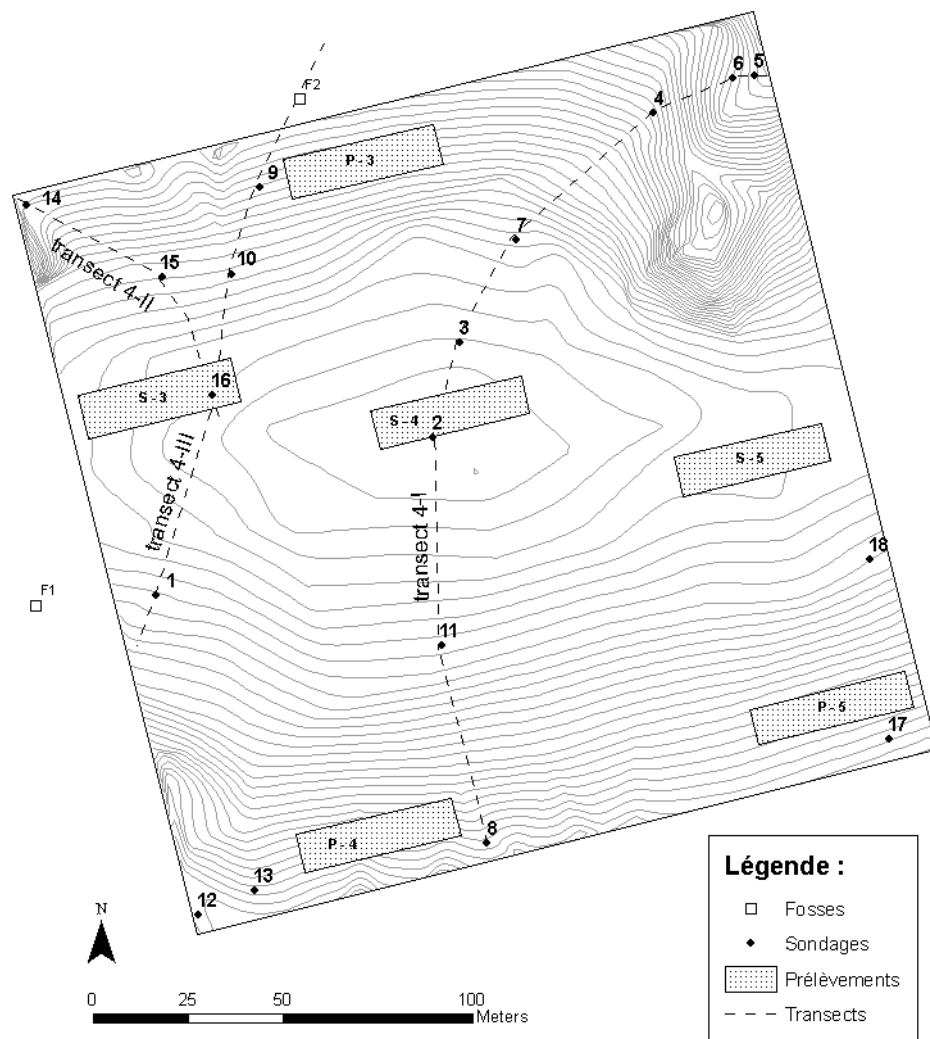 6
5
F2
4
P - 3
9
14
7
15
10
transect 4-II
3
S - 3
16
S - 4
2
S - 5
transect 4-III
transect 4-I
18
1
F1
11
P - 5
17
P - 4
8
13
12
N
0 25 50 100
Meters
Légende :
Fosses
Sondages
Prélèvements
Transects